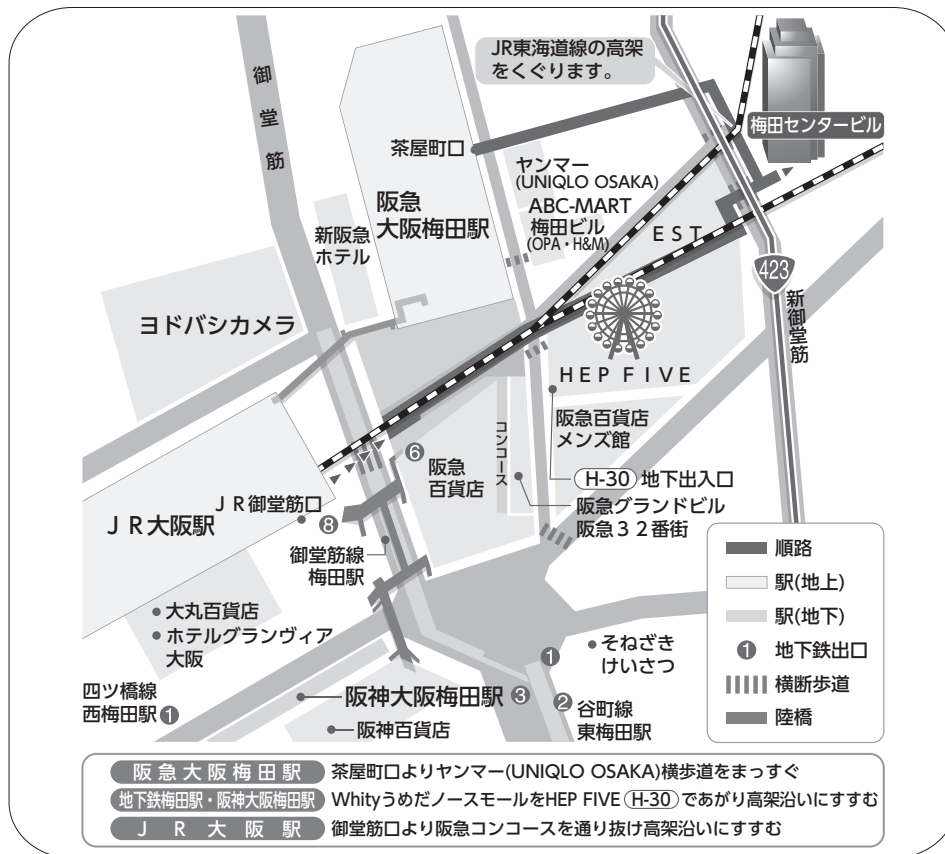 JR東海道線の高架
をくぐります。
御堂筋
梅田センタービル
茶屋町口
ヤンマー
(UNIQLO OSAKA)
ABC-MART
梅田ビル
(OPA・H&M)
阪急
大阪梅田駅
新阪急
ホテル
EST
423
新御堂筋
ヨドバシカメラ
HEP FIVE
阪急百貨店
メンズ館
コンコース
6
阪急
百貨店
H-30 地下出入口
阪急グランドビル
阪急32番街
JR御堂筋口
JR大阪駅
8
御堂筋線
梅田駅
順路
駅(地上)
駅(地下)
1 地下鉄出口
横断歩道
陸橋
● 大丸百貨店
● ホテルグランヴィア
大阪
● そねざき
けいさつ
1
四ツ橋線
西梅田駅 1
阪神大阪梅田駅 3
2 谷町線
東梅田駅
阪神百貨店
阪急大阪梅田駅 茶屋町口よりヤンマー(UNIQLO OSAKA)横歩道をまっすぐ
地下鉄梅田駅・阪神大阪梅田駅 WhityうめだノースモールをHEP FIVE H-30 であがり高架沿いにすすむ
JR大阪駅 御堂筋口より阪急コンコースを通り抜け高架沿いにすすむ